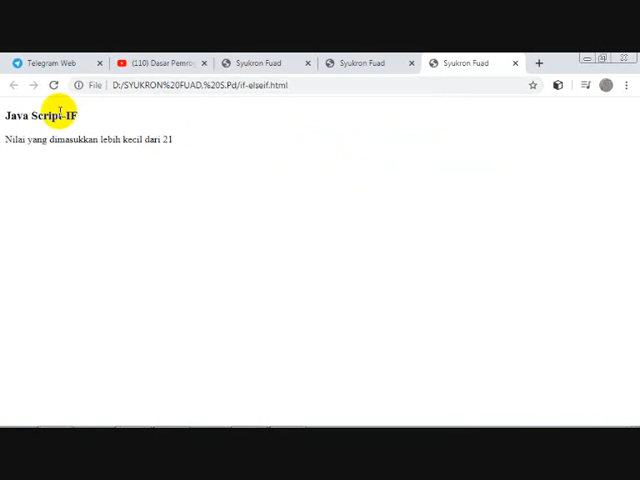 Telegram Web
(110) Dasar Pemro
Syukron Fuad
Syukron Fuad
Syukron Fuad
File
D:/SYUKRON%20FUAD,%20S.Pd/if-elseif.html
Java Script-IF
Nilai yang dimasukkan lebih kecil dari 21